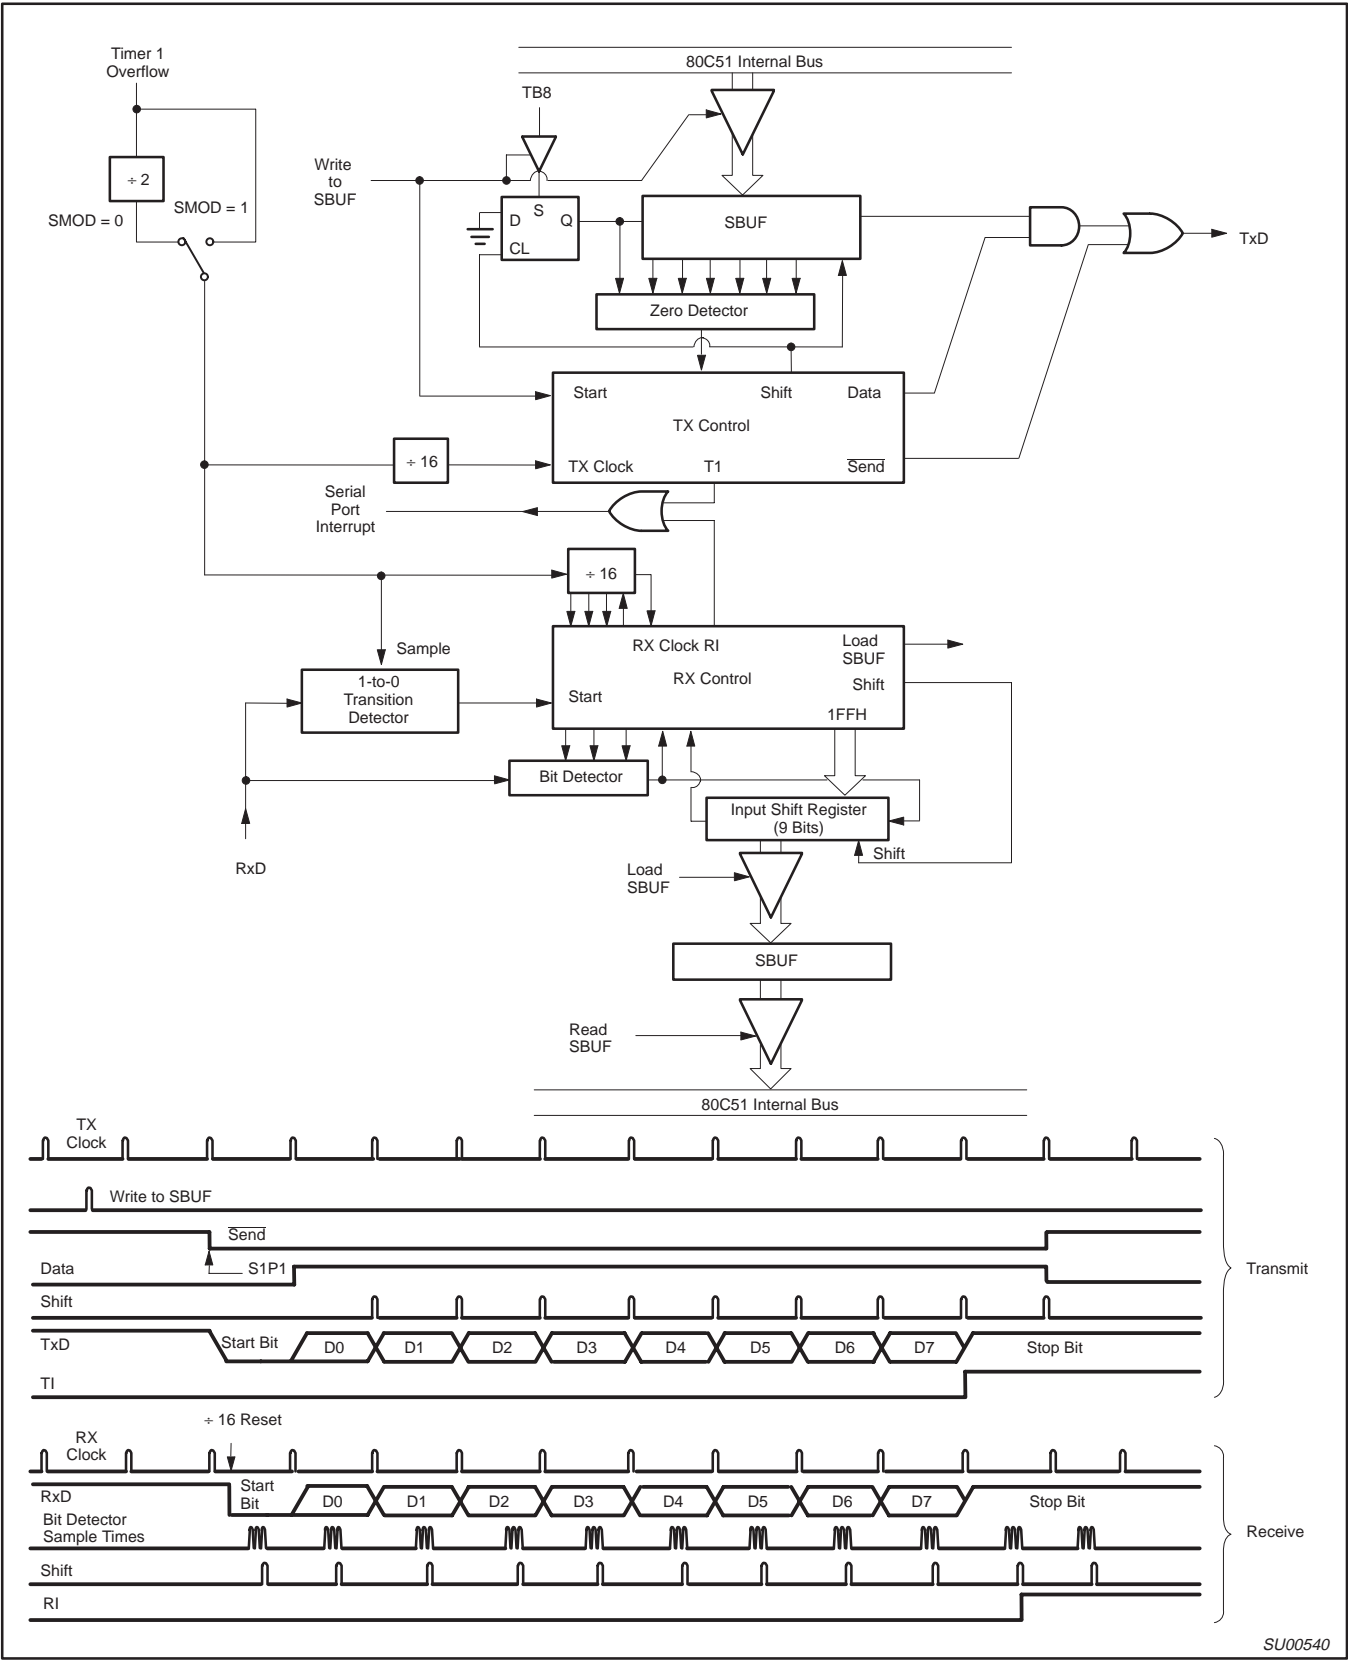 Timer 1
Overflow
80C51 Internal Bus
TB8
÷ 2
Write
to
SBUF
SMOD = 0
SMOD = 1
D
S
Q
CL
SBUF
TxD
Zero Detector
Start
Shift
Data
TX Control
÷ 16
TX Clock
T1
Send
Serial
Port
Interrupt
÷ 16
Sample
RX Clock RI
Load
SBUF
1-to-0
Transition
Detector
RX Control
Shift
Start
1FFH
Bit Detector
Input Shift Register
(9 Bits)
RxD
Shift
Load
SBUF
SBUF
Read
SBUF
80C51 Internal Bus
TX
Clock
Write to SBUF
Send
Data
S1P1
Transmit
Shift
TxD
Start Bit
D0
D1
D2
D3
D4
D5
D6
D7
Stop Bit
TI
÷ 16 Reset
RX
Clock
RxD
Start
Bit
D0
D1
D2
D3
D4
D5
D6
D7
Stop Bit
Bit Detector
Sample Times
Receive
Shift
RI
SU00540